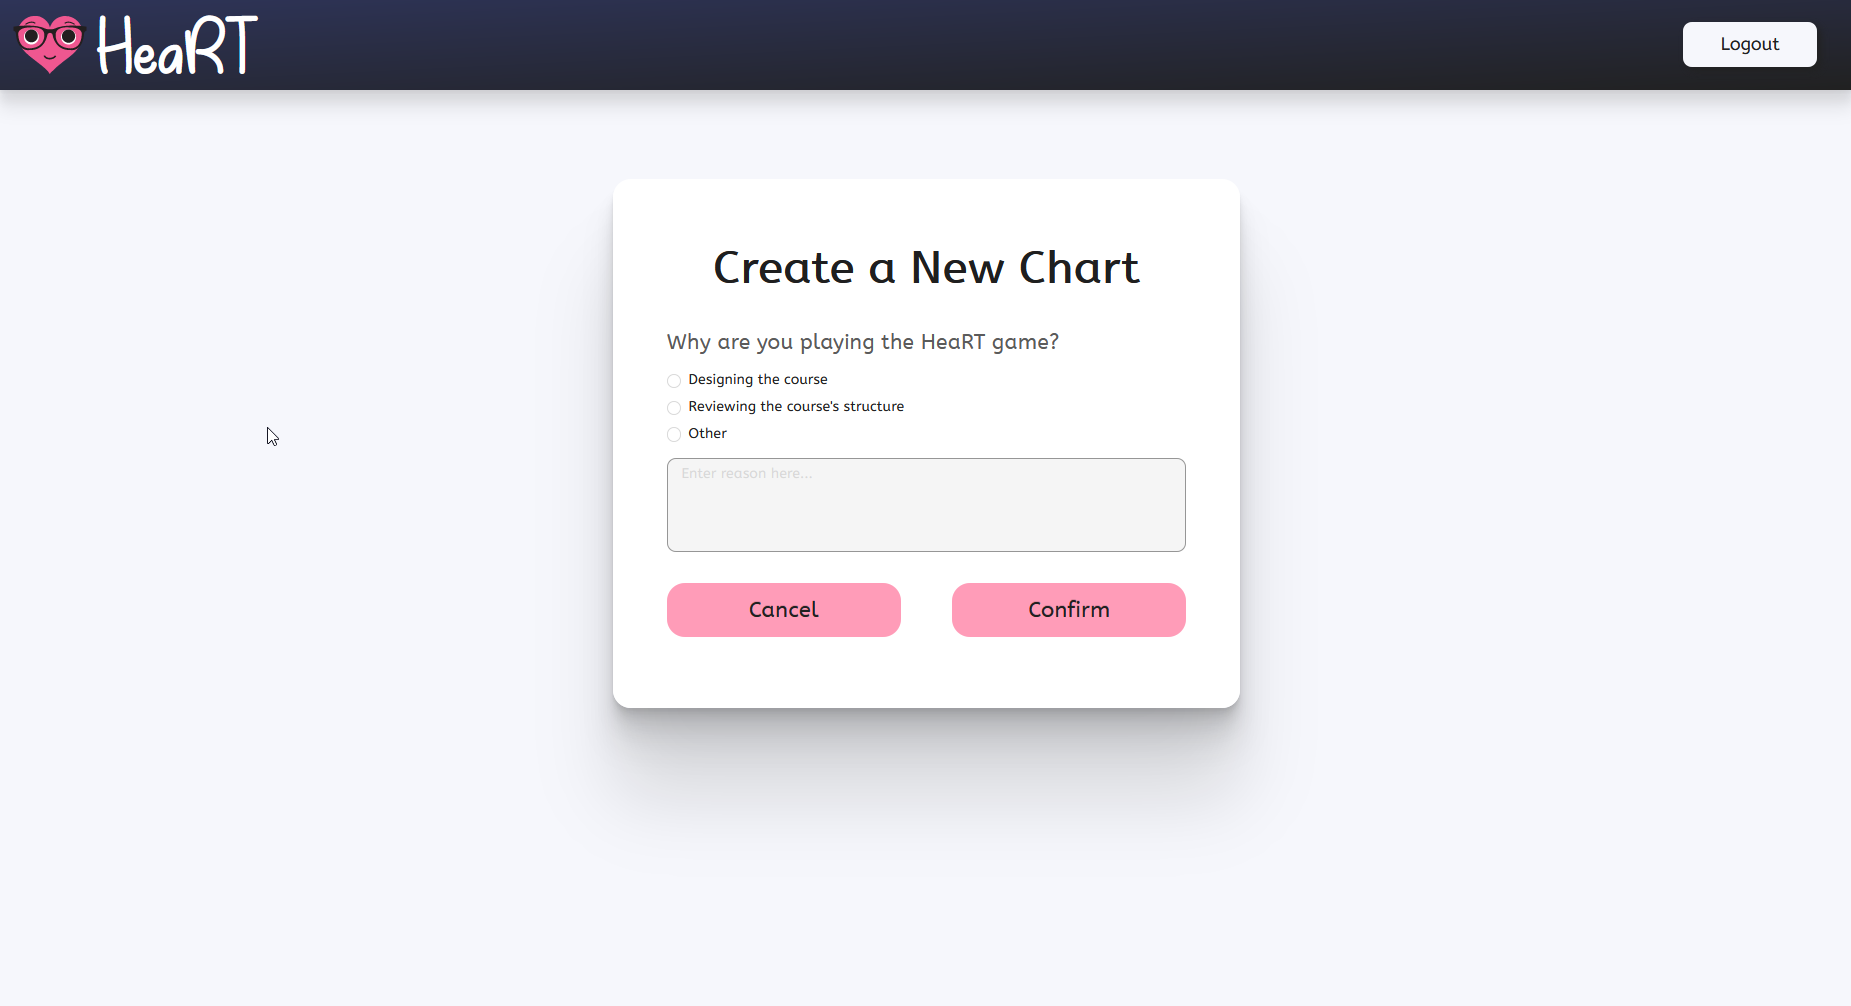 HeaRT
Logout
Create a New Chart
Why are you playing the HeaRT game?
Designing the course
Reviewing the course's structure
Other
Enter reason here...
Cancel
Confirm